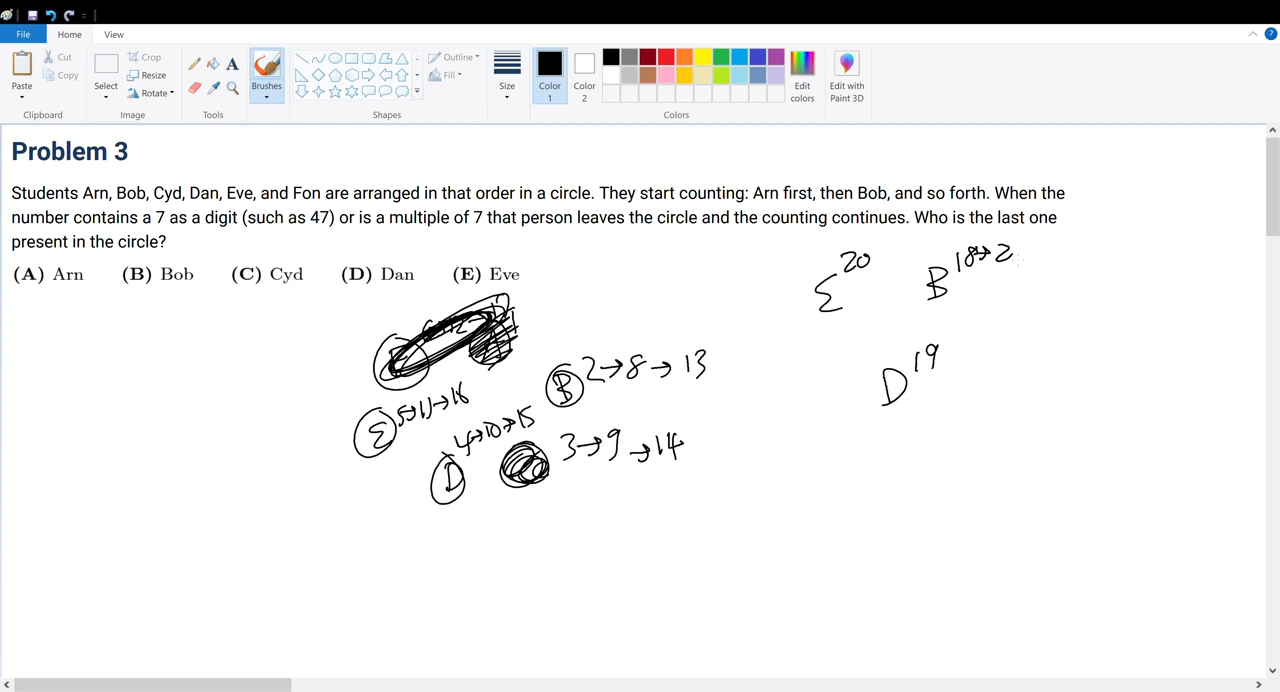 File Home View
Paste
Cut
Copy
Clipboard
Select
Crop
Resize
Rotate
Image
A
Tools
Brushes
Outline
Fill
Shapes
Size
Color 1
Color 2
Edit colors
Edit with Paint 3D
Colors
Problem 3
Students Arn, Bob, Cyd, Dan, Eve, and Fon are arranged in that order in a circle. They start counting: Arn first, then Bob, and so forth. When the
number contains a 7 as a digit (such as 47) or is a multiple of 7 that person leaves the circle and the counting continues. Who is the last one
present in the circle?
(A) Arn (B) Bob (C) Cyd (D) Dan (E) Eve
B 2→8→13
Σ 5→11→16
D 4→10→15
3→9→14
Σ 20
B 18→2
D 19